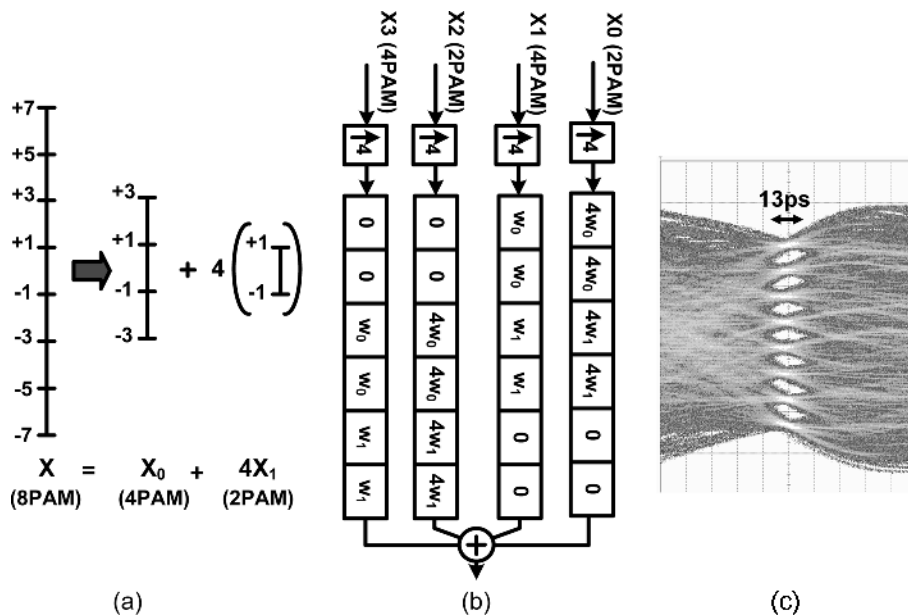 +7
+5
+3
+1
-1
-3
-5
-7
+3
+1
-1
-3
+ 4
+1
-1
X = X₀ + 4X₁
(8PAM) (4PAM) (2PAM)
(a)
X3 (4PAM)
X2 (2PAM)
X1 (4PAM)
X0 (2PAM)
4
4
4
4
0
0
w₀
w₀
w₁
w₁
0
0
4w₀
4w₀
4w₁
4w₁
w₀
w₀
w₁
w₁
0
0
4w₀
4w₀
4w₁
4w₁
0
0
+
(b)
13ps
(c)